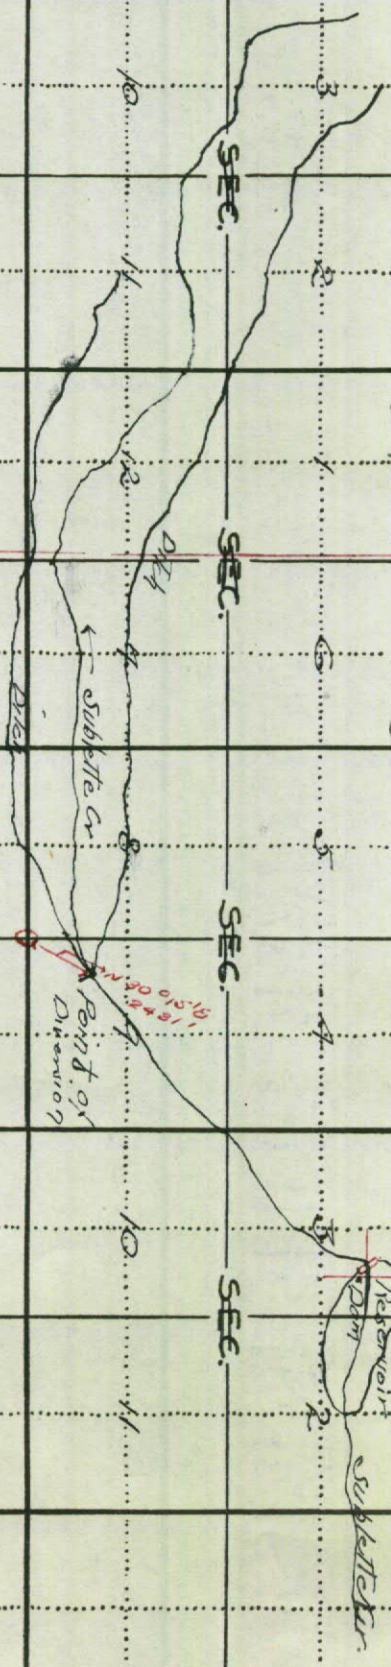 Reservoir
Dam
Sublette Cr.
3 2 1 6 5 4 3 2
SEC. SEC. SEC. SEC.
Ditch
10 11 12 7 8 9 10 11
← Sublette Cr
Point of
Diversion
Ditch